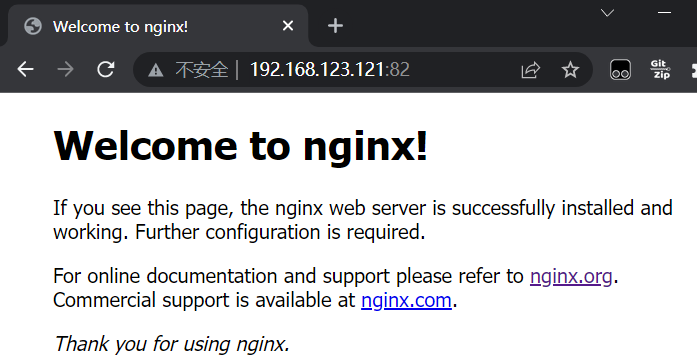 Welcome to nginx!
不安全 | 192.168.123.121:82
Git
Zip
Welcome to nginx!
If you see this page, the nginx web server is successfully installed and
working. Further configuration is required.
For online documentation and support please refer to nginx.org.
Commercial support is available at nginx.com.
Thank you for using nginx.